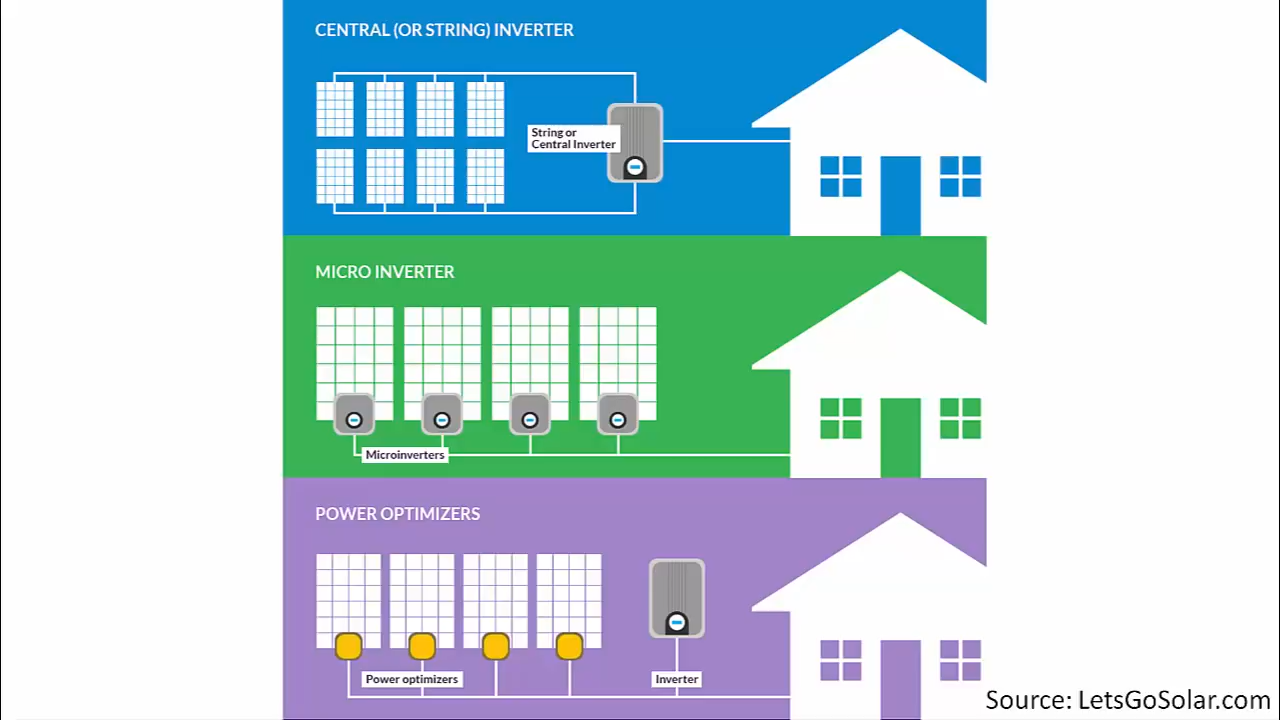 CENTRAL (OR STRING) INVERTER
String or
Central Inverter
MICRO INVERTER
Microinverters
POWER OPTIMIZERS
Power optimizers
Inverter
Source: LetsGoSolar.com